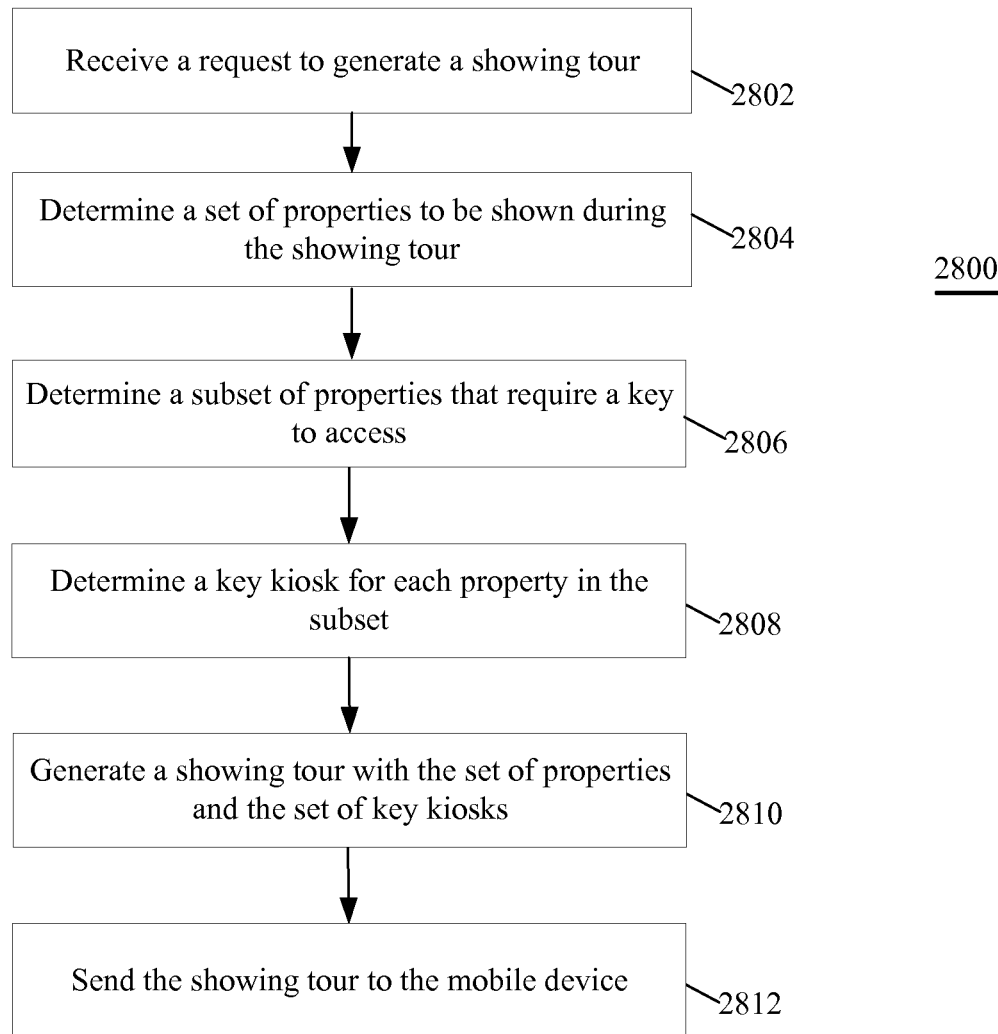 Receive a request to generate a showing tour
2802
Determine a set of properties to be shown during
the showing tour
2804
2800
Determine a subset of properties that require a key
to access
2806
Determine a key kiosk for each property in the
subset
2808
Generate a showing tour with the set of properties
and the set of key kiosks
2810
Send the showing tour to the mobile device
2812